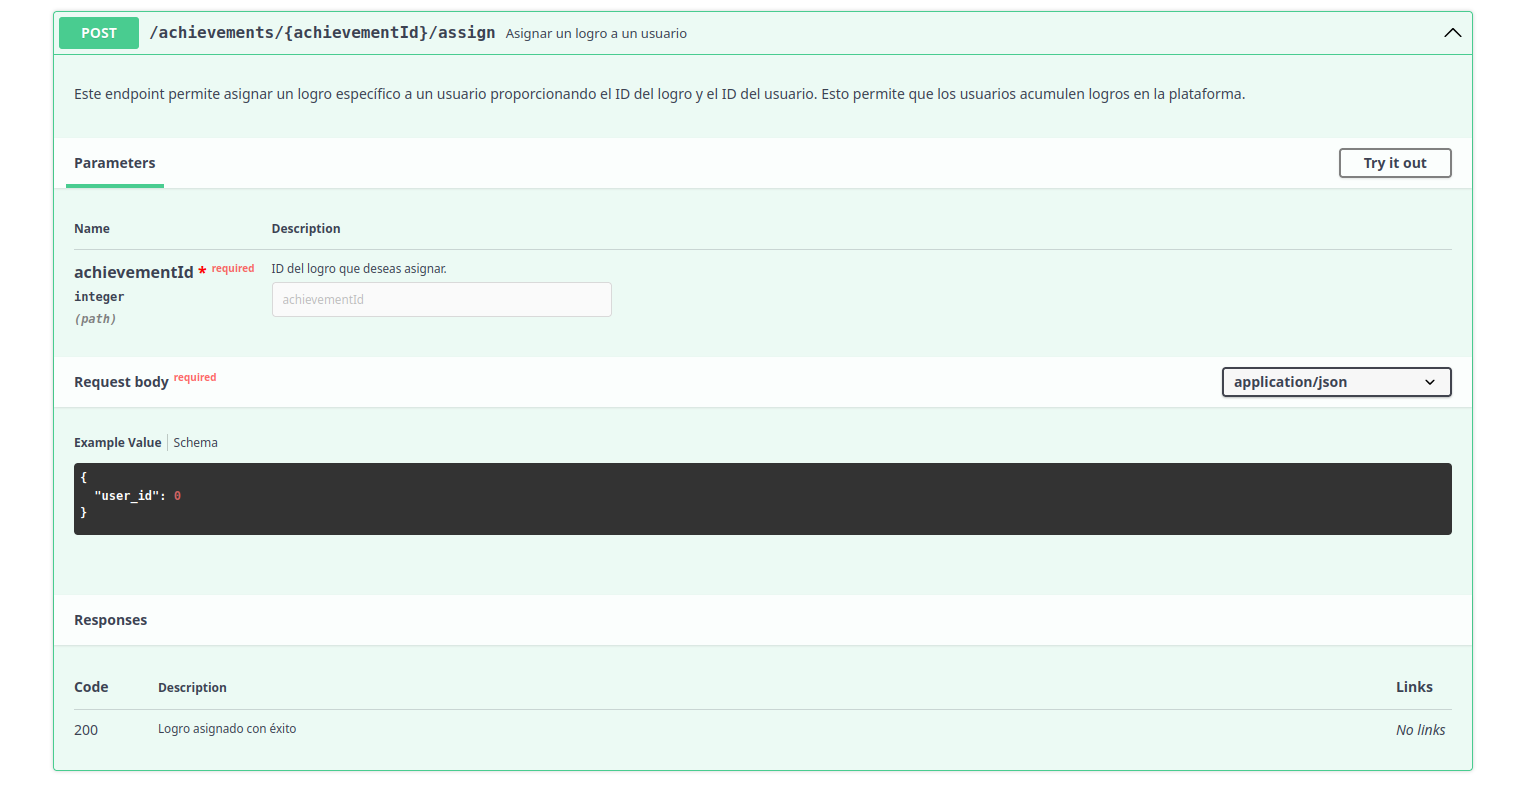 POST /achievements/{achievementId}/assign Asignar un logro a un usuario
Este endpoint permite asignar un logro específico a un usuario proporcionando el ID del logro y el ID del usuario. Esto permite que los usuarios acumulen logros en la plataforma.
Parameters Try it out
Name Description
achievementId * required ID del logro que deseas asignar.
integer achievementId
(path)
Request body required application/json
Example Value Schema
{
"user_id": 0
}
Responses
Code Description Links
200 Logro asignado con éxito No links